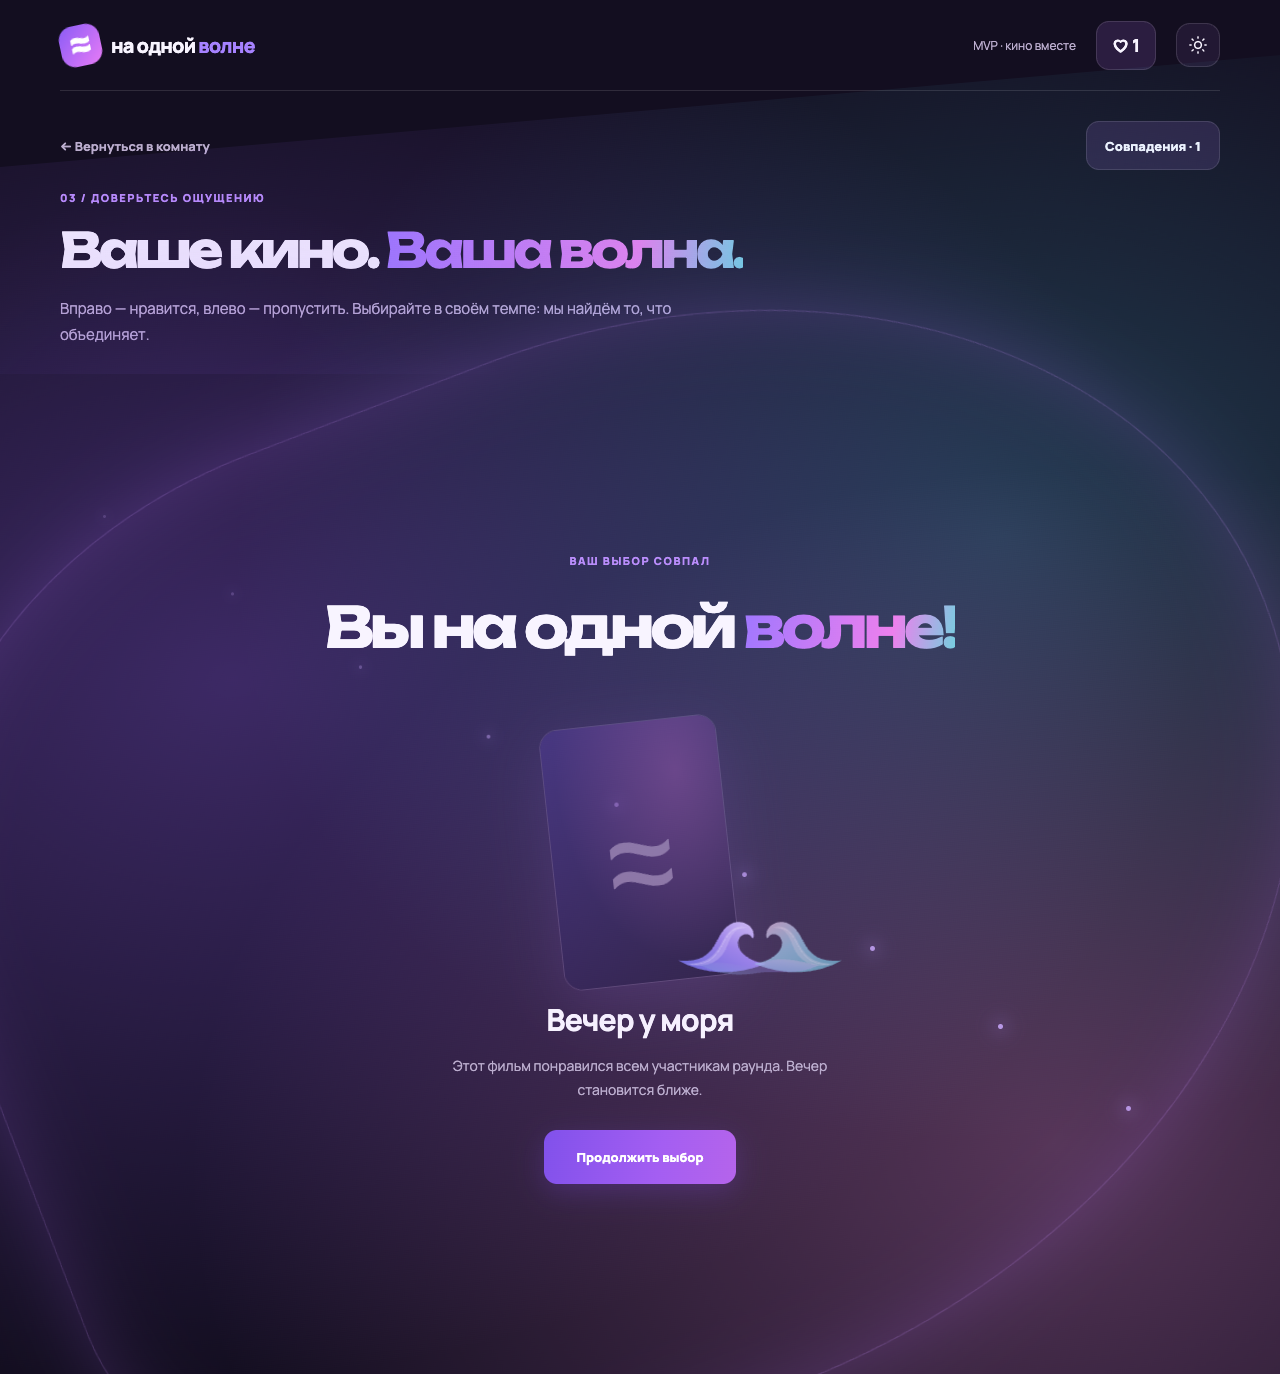 на одной волне
MVP · кино вместе
1
← Вернуться в комнату
Совпадения · 1
03 / ДОВЕРЬТЕСЬ ОЩУЩЕНИЮ
Ваше кино. Ваша волна.
Вправо — нравится, влево — пропустить. Выбирайте в своём темпе: мы найдём то, что
объединяет.
ВАШ ВЫБОР СОВПАЛ
Вы на одной волне!
Вечер у моря
Этот фильм понравился всем участникам раунда. Вечер
становится ближе.
Продолжить выбор